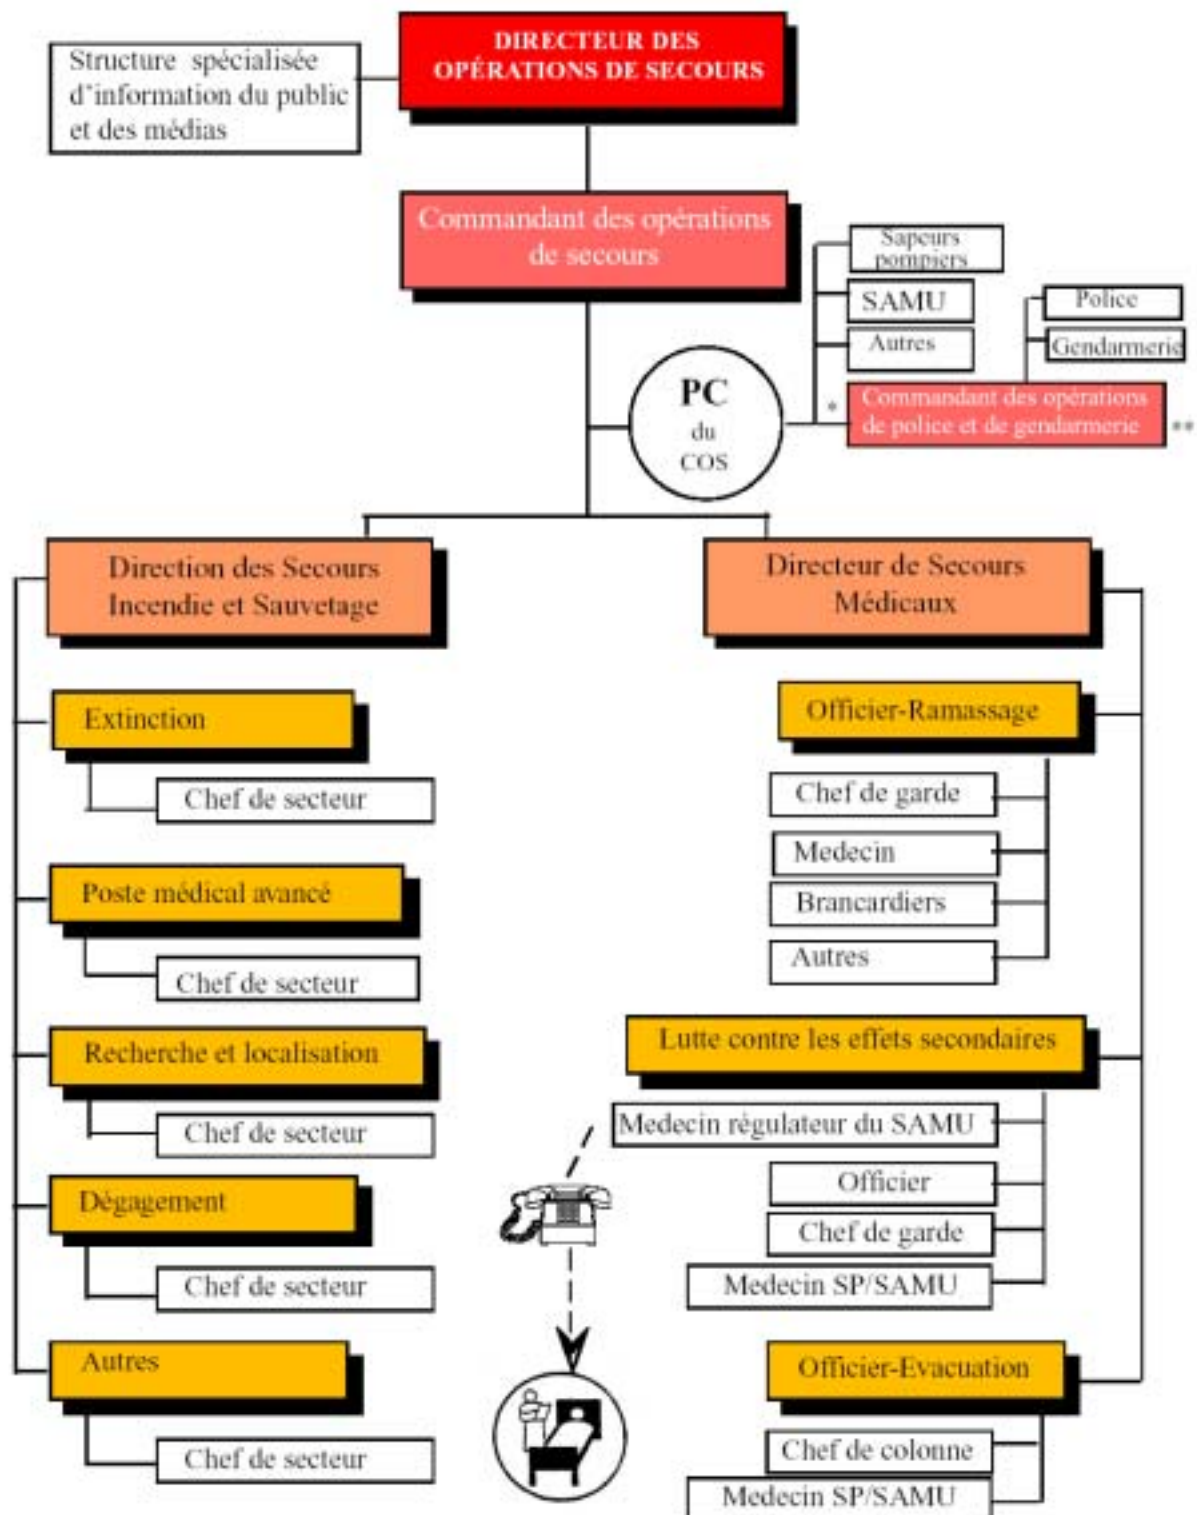 DIRECTEUR DES
OPÉRATIONS DE SECOURS
Structure spécialisée
d'information du public
et des médias
Commandant des opérations
de secours
Sapeurs
pompiers
SAMU
Autres
Police
Gendarmerie
PC
du
COS
*
Commandant des opérations
de police et de gendarmerie
**
Direction des Secours
Incendie et Sauvetage
Extinction
Chef de secteur
Poste médical avancé
Chef de secteur
Recherche et localisation
Chef de secteur
Dégagement
Chef de secteur
Autres
Chef de secteur
Directeur de Secours
Médicaux
Officier-Ramassage
Chef de garde
Medecin
Brancardiers
Autres
Lutte contre les effets secondaires
Medecin régulateur du SAMU
Officier
Chef de garde
Medecin SP/SAMU
Officier-Evacuation
Chef de colonne
Medecin SP/SAMU